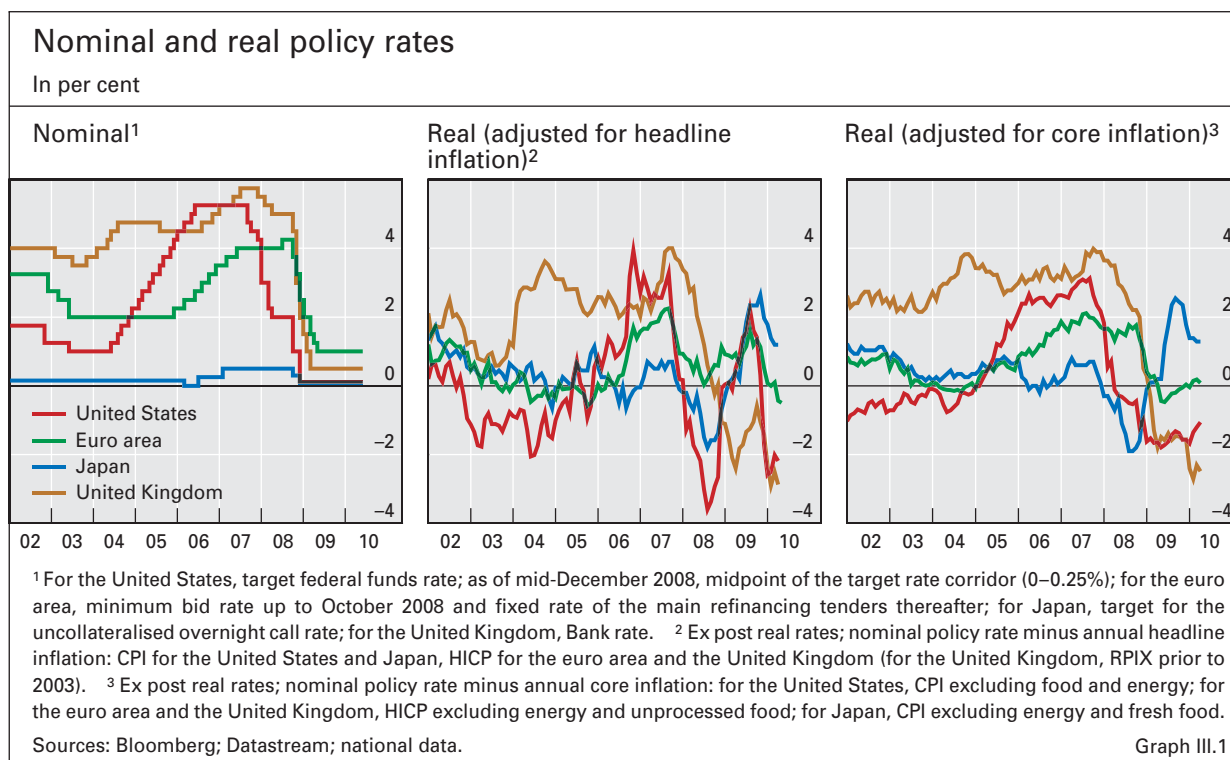 Nominal and real policy rates
In per cent
Nominal¹
Real (adjusted for headline
inflation)²
Real (adjusted for core inflation)³
4
2
0
–2
–4
United States
Euro area
Japan
United Kingdom
02 03 04 05 06 07 08 09 10
4
2
0
–2
–4
02 03 04 05 06 07 08 09 10
4
2
0
–2
–4
02 03 04 05 06 07 08 09 10
¹ For the United States, target federal funds rate; as of mid-December 2008, midpoint of the target rate corridor (0–0.25%); for the euro
area, minimum bid rate up to October 2008 and fixed rate of the main refinancing tenders thereafter; for Japan, target for the
uncollateralised overnight call rate; for the United Kingdom, Bank rate. ² Ex post real rates; nominal policy rate minus annual headline
inflation: CPI for the United States and Japan, HICP for the euro area and the United Kingdom (for the United Kingdom, RPIX prior to
2003). ³ Ex post real rates; nominal policy rate minus annual core inflation: for the United States, CPI excluding food and energy; for
the euro area and the United Kingdom, HICP excluding energy and unprocessed food; for Japan, CPI excluding energy and fresh food.
Sources: Bloomberg; Datastream; national data.
Graph III.1